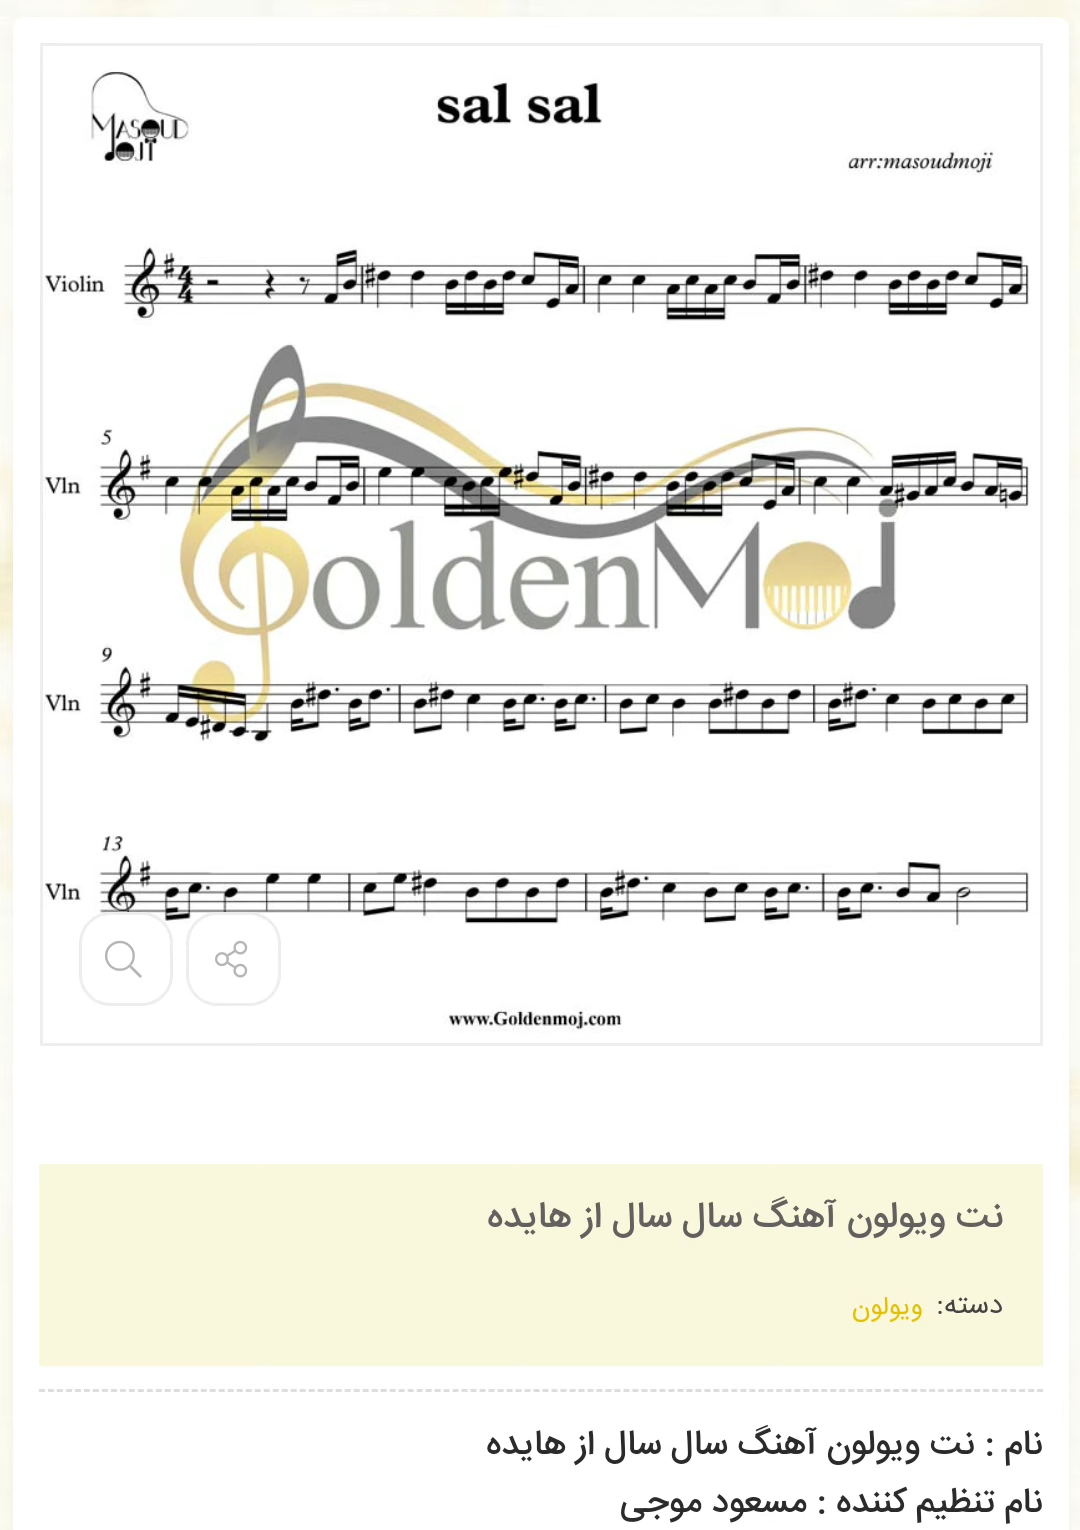 MASOUD
MOJI
sal sal
arr:masoudmoji
Violin
4
4
5
Vln
GoldenMoj
9
Vln
13
Vln
www.Goldenmoj.com
نت ویولون آهنگ سال سال از هایده
دسته: ویولون
نام : نت ویولون آهنگ سال سال از هایده
نام تنظیم کننده : مسعود موجی